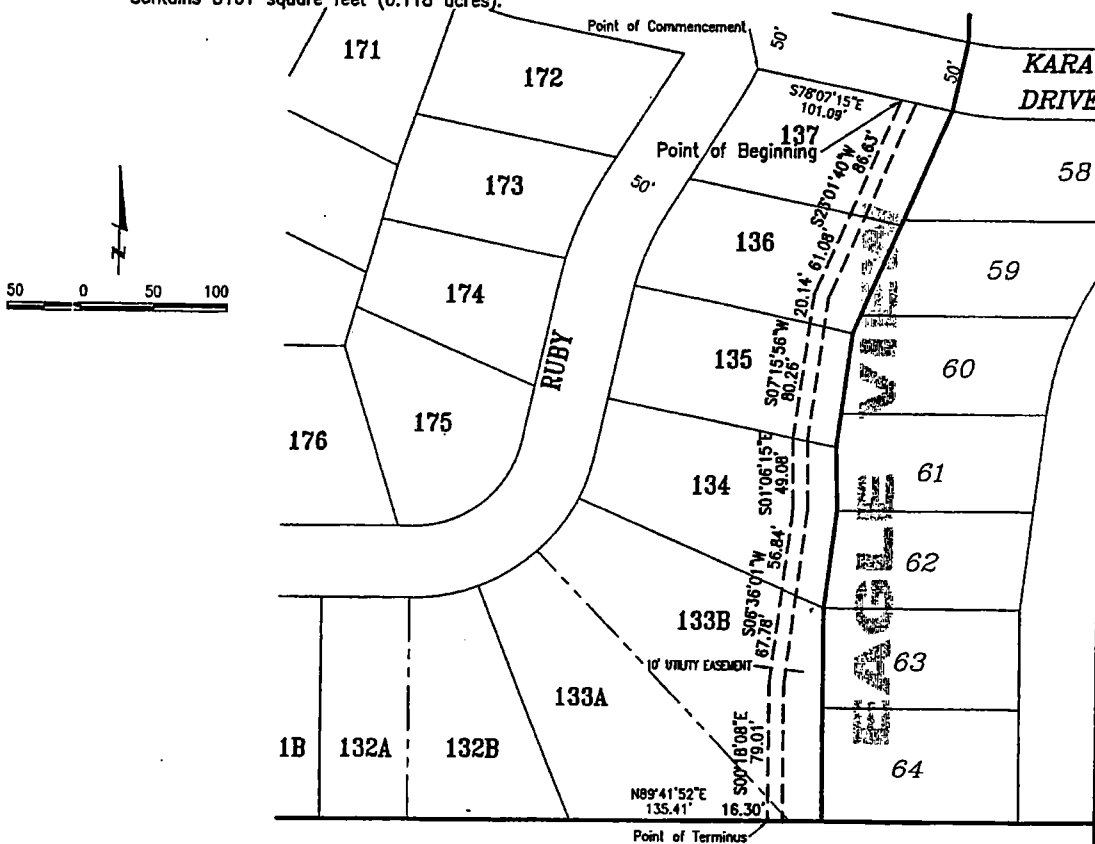 contains 5151 square feet (0.118 acres).
Point of Commencement
50'
50'
KARA
DRIVE
171
172
S78°07'15"E
101.09'
137
Point of Beginning
86.63'
58
173
50'
N
136
61.08'
59
50 0 50 100
174
20.14'
RUBY
135
S07°15'56"W
80.26'
60
EAGLE VILLE
176
175
134
S01°06'15"E
49.08'
61
56.84'
62
133B
S06°36'01"W
67.78'
10' UTILITY EASEMENT
63
133A
1B
132A
132B
S00°18'08"E
79.01'
64
N89°41'52"E
135.41'
16.30'
Point of Terminus